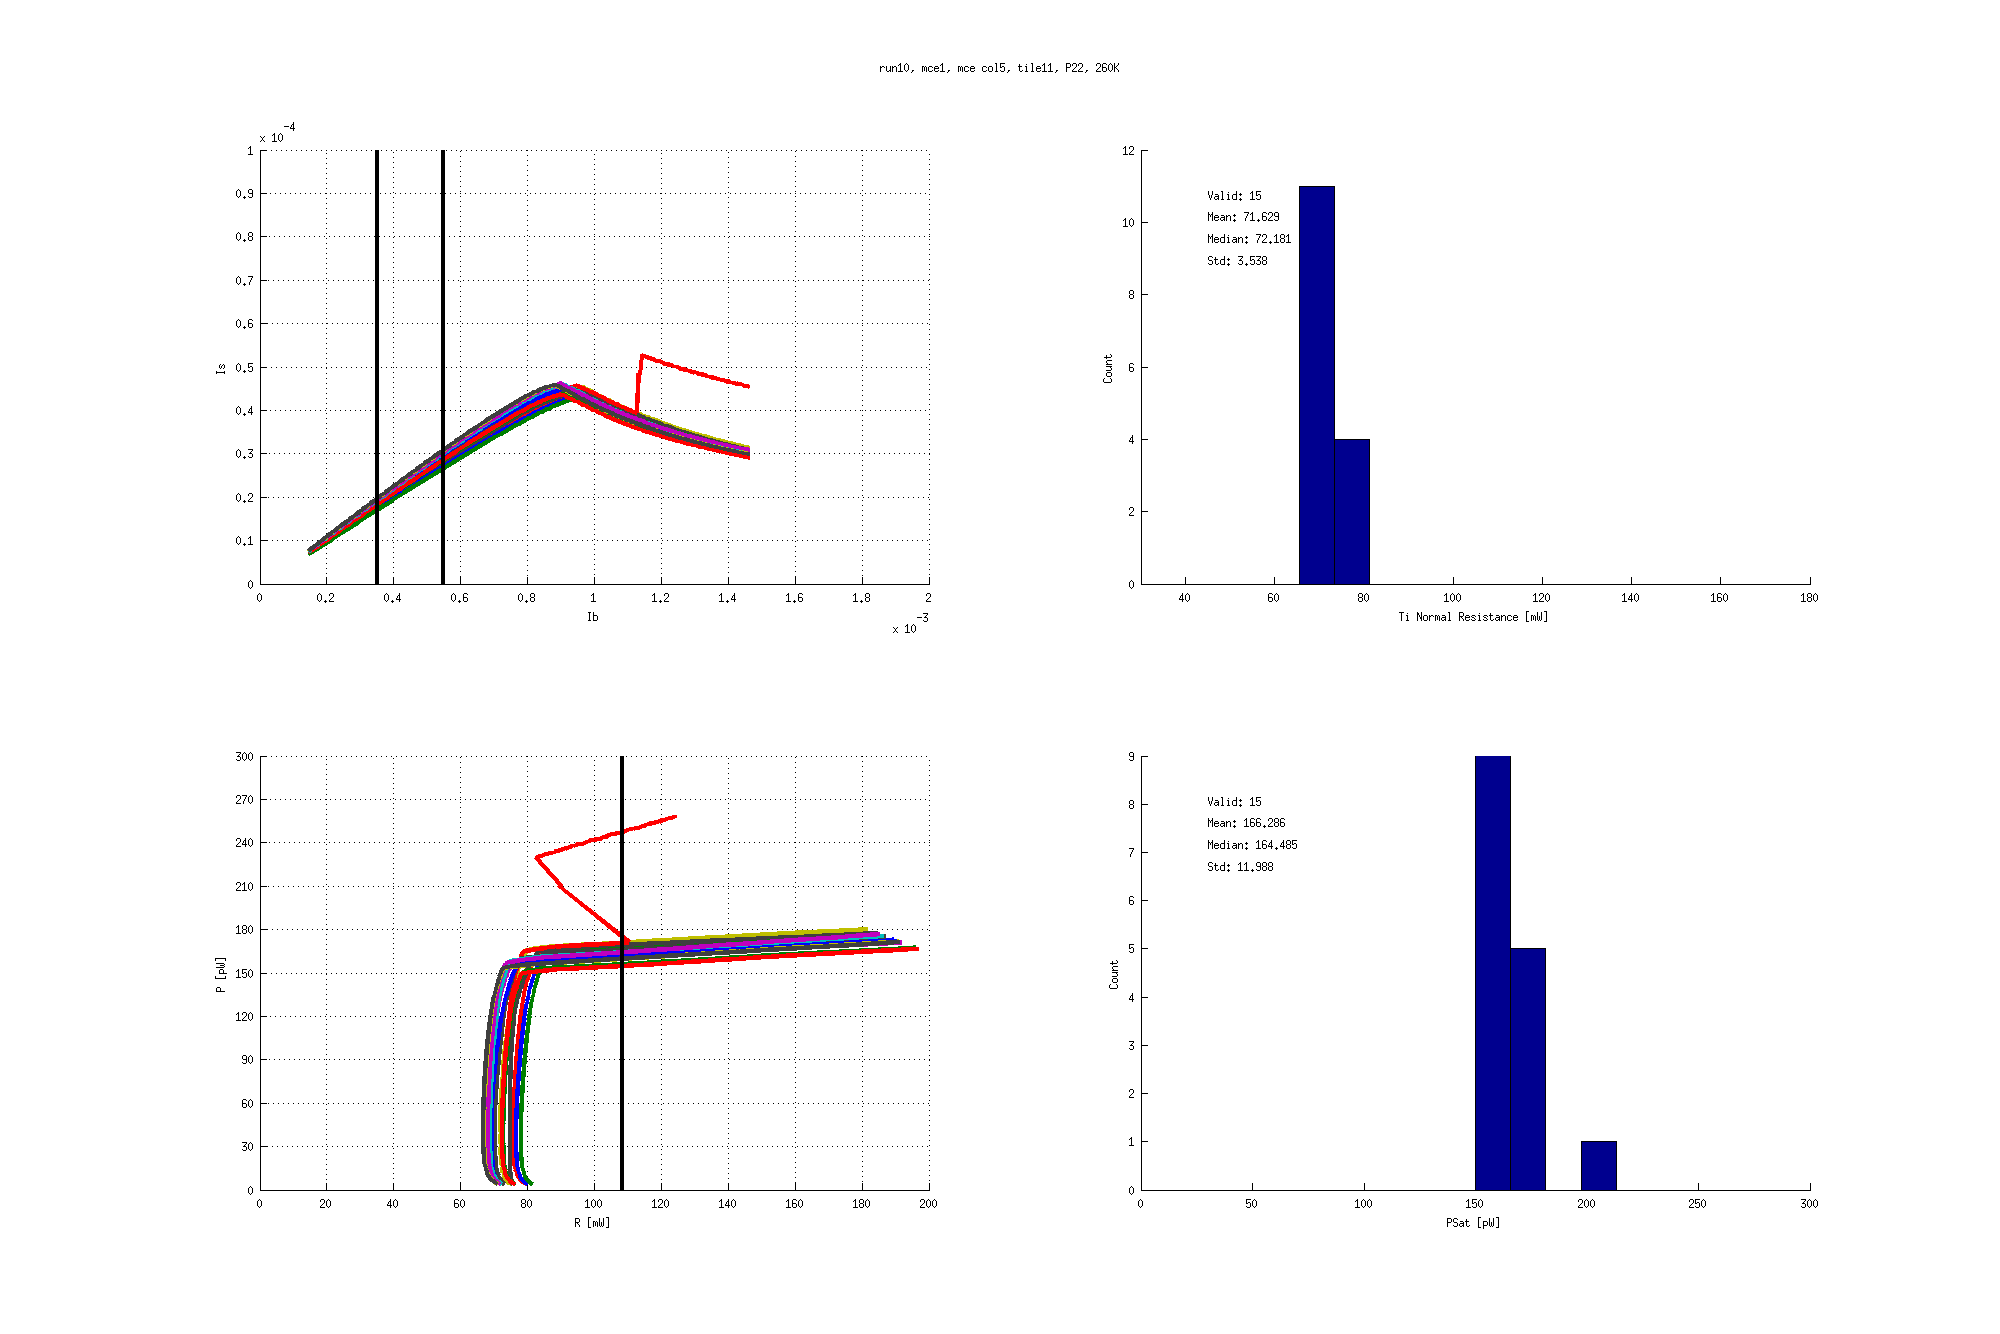 run10, mce1, mce col5, tile11, P22, 260K
x 10^-4
1
0.9
0.8
0.7
0.6
0.5
0.4
0.3
0.2
0.1
0
Is
0 0.2 0.4 0.6 0.8 1 1.2 1.4 1.6 1.8 2
Ib
x 10^-3
12
10
8
6
4
2
0
Count
Valid: 15
Mean: 71.629
Median: 72.181
Std: 3.538
40 60 80 100 120 140 160 180
Ti Normal Resistance [mW]
300
270
240
210
180
150
120
90
60
30
0
P [pW]
0 20 40 60 80 100 120 140 160 180 200
R [mW]
9
8
7
6
5
4
3
2
1
0
Count
Valid: 15
Mean: 166.286
Median: 164.485
Std: 11.988
0 50 100 150 200 250 300
PSat [pW]